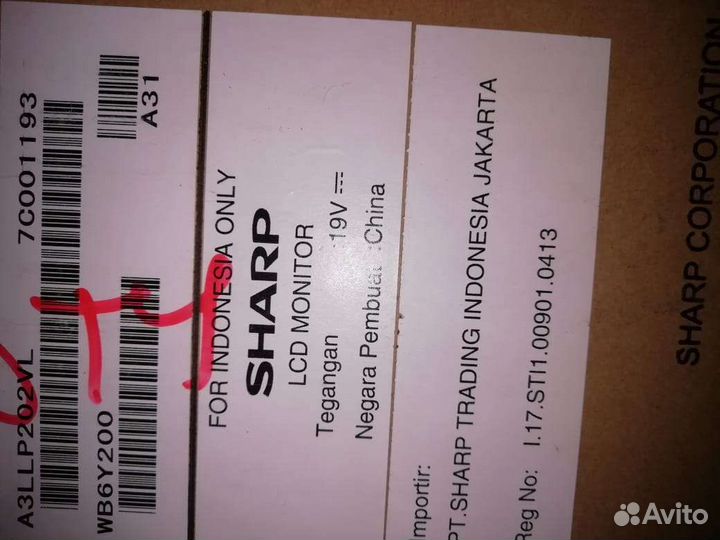 A3LLP202VL 7C001193
WB6Y200 A31
FOR INDONESIA ONLY
SHARP
LCD MONITOR
Tegangan :19V
Negara Pembuat :China
mportir:
PT.SHARP TRADING INDONESIA JAKARTA
Reg No: I.17.STI1.00901.0413
SHARP CORPORATION
Avito